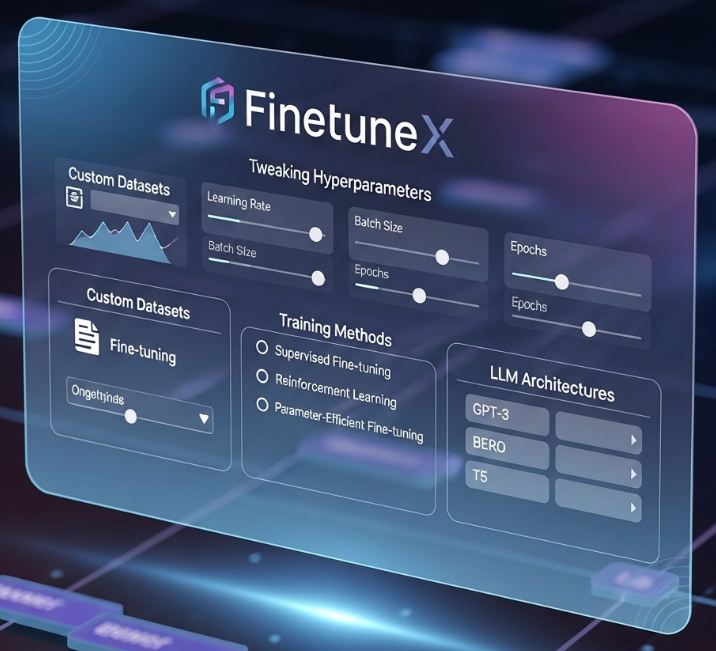 FinetuneX
Tweaking Hyperparameters
Custom Datasets
Learning Rate
Batch SIze
Batch SIze
Epochs
Epochs
Epochs
Custom Datasets
Fine-tuning
Training Methods
Supervised Fine-tuning
Reinforcement Learning
Parameter-Efficient Fine-tuning
LLM Architectures
GPT-3
BERO
T5